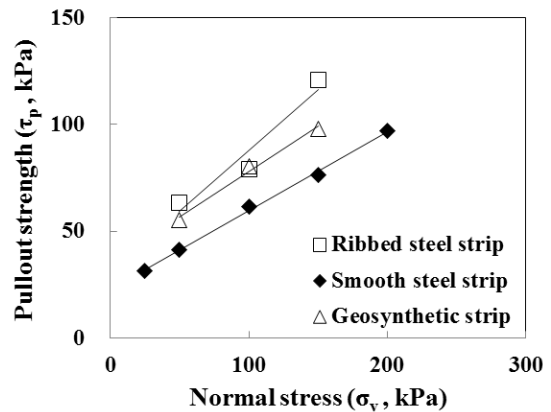 150
100
50
0
Pullout strength (τp , kPa)
Ribbed steel strip
Smooth steel strip
Geosynthetic strip
0 100 200 300
Normal stress (σv , kPa)